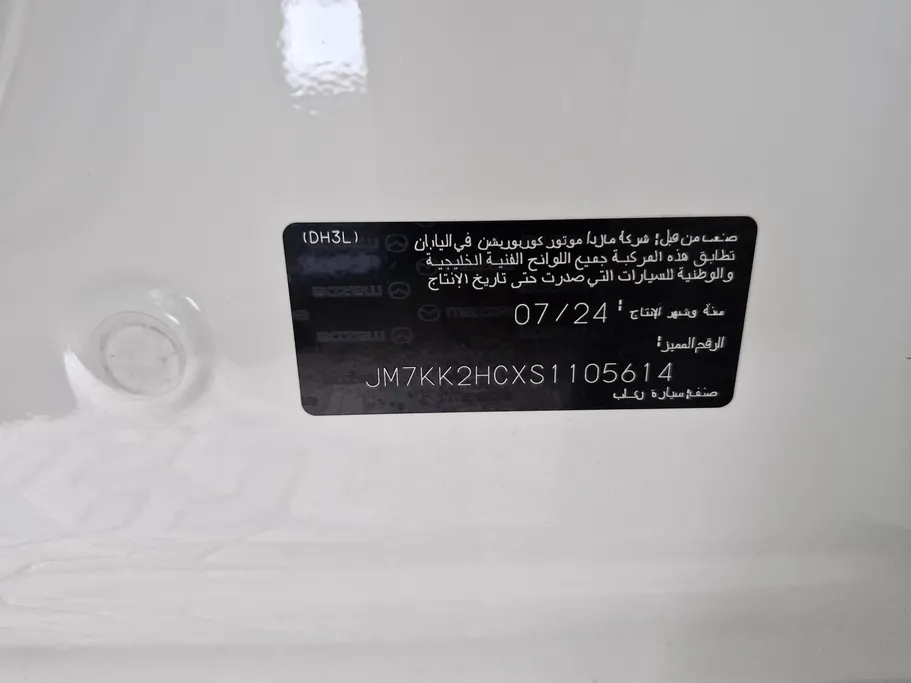 (DH3L)
صنعت من قبل: شركة مازدا موتور كوربوريشن في اليابان
تطابق هذه المركبة جميع اللوائح الفنية الخليجية
والوطنية للسيارات التي صدرت حتى تاريخ الإنتاج
سنة وشهر الإنتاج: 07/24
الرقم المميز:
JM7KK2HCXS1105614
صنف: سيارة ركاب